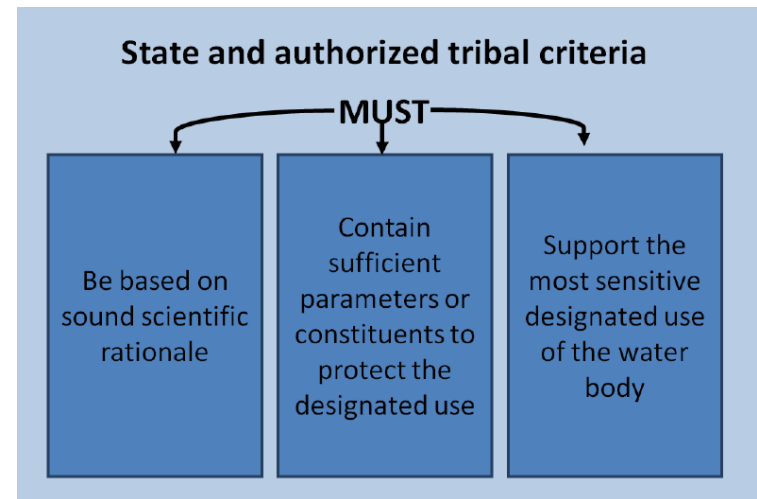 State and authorized tribal criteria
MUST
Be based on
sound scientific
rationale
Contain
sufficient
parameters or
constituents to
protect the
designated use
Support the
most sensitive
designated use
of the water
body